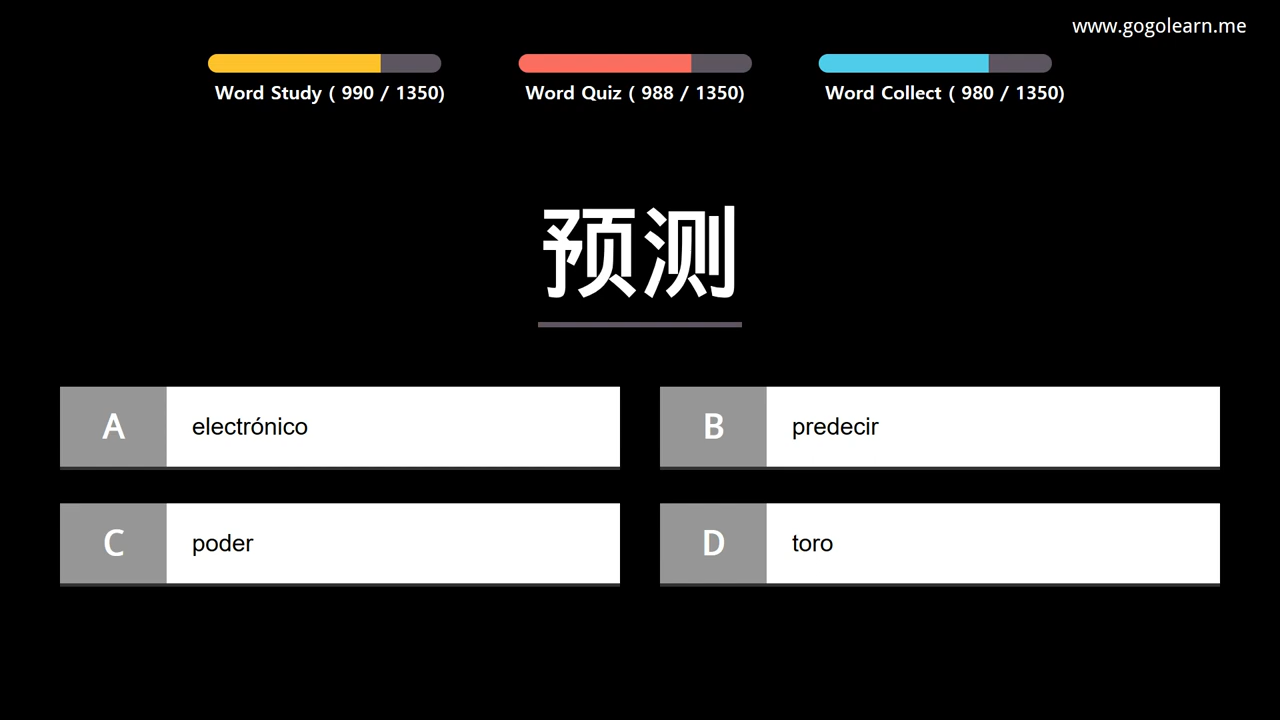 www.gogolearn.me
Word Study ( 990 / 1350)
Word Quiz ( 988 / 1350)
Word Collect ( 980 / 1350)
预测
A electrónico
B predecir
C poder
D toro